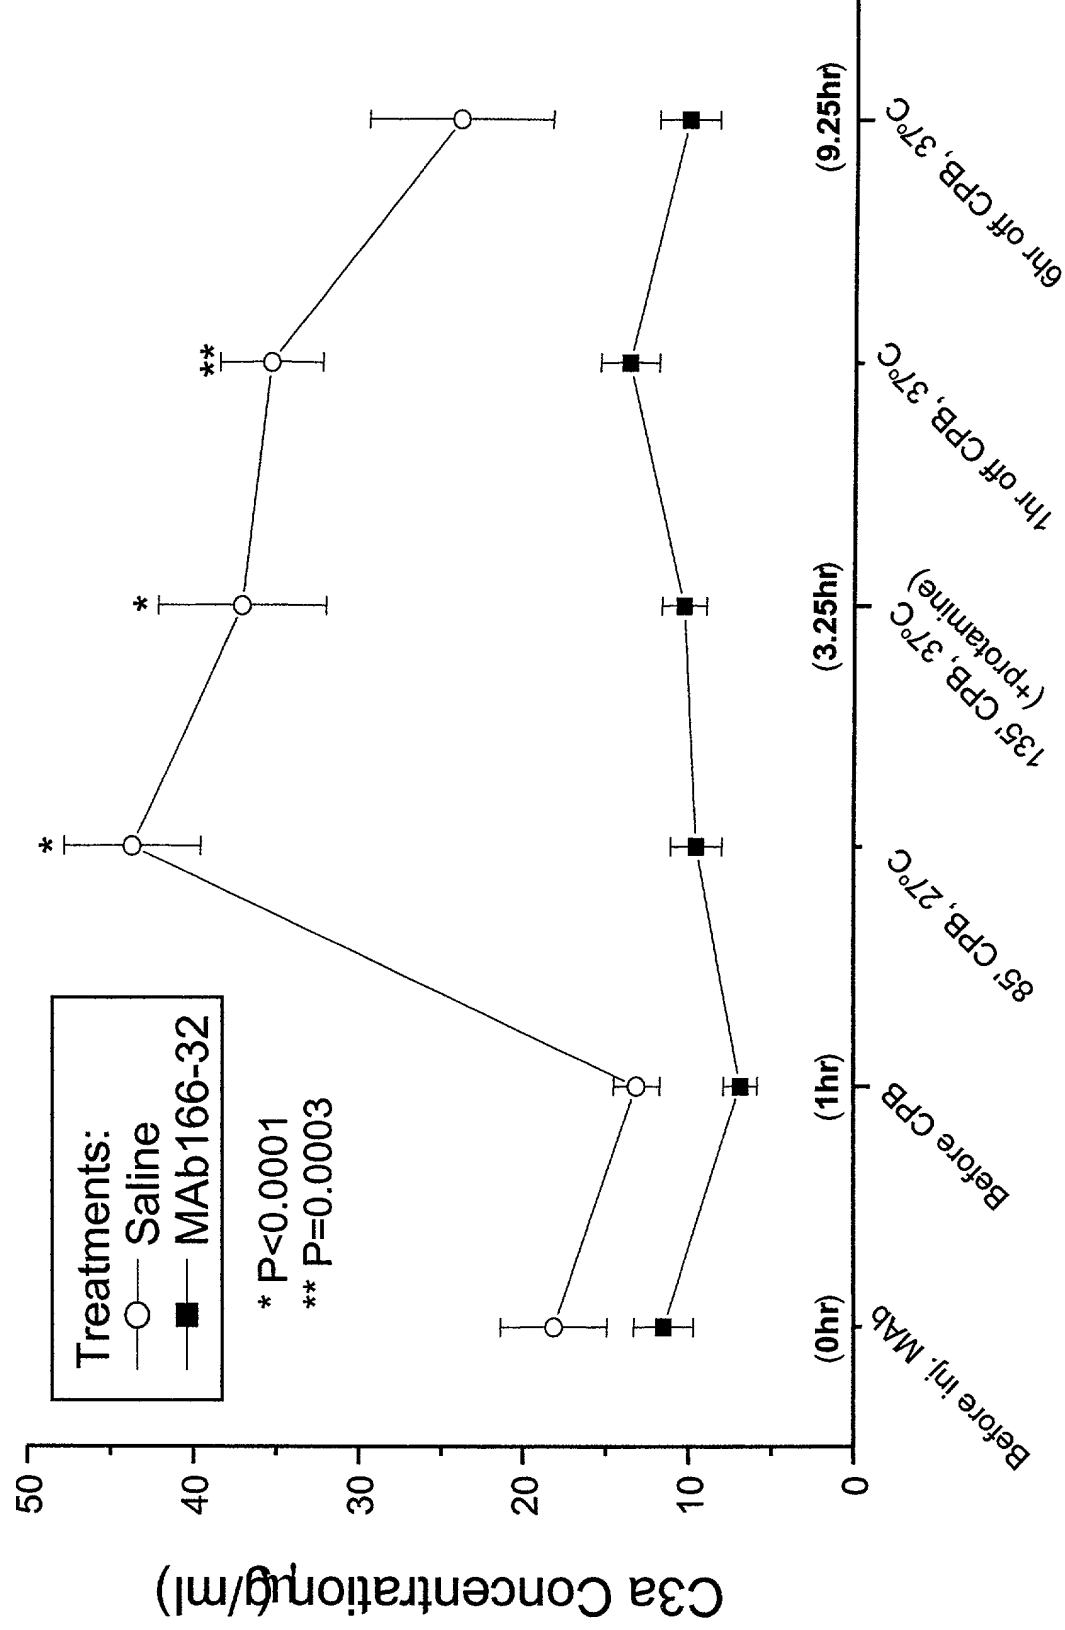 Treatments:
Saline
MAb166-32
* P<0.0001
** P=0.0003
*
*
**
C3a Concentration(µg/ml)
50
40
30
20
10
0
(0hr)
(1hr)
(3.25hr)
(9.25hr)
Before inj. MAb
Before CPB
85' CPB, 27°C
135' CPB, 37°C
(+protamine)
1hr off CPB, 37°C
6hr off CPB, 37°C